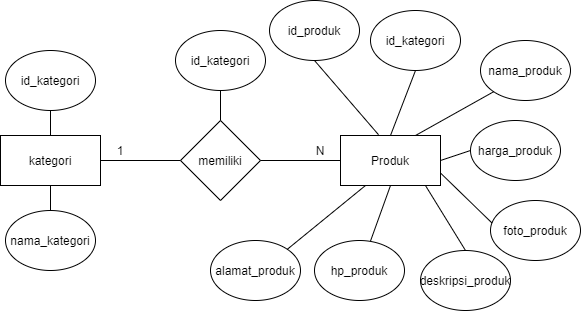 id_produk
id_kategori
id_kategori
nama_produk
id_kategori
harga_produk
kategori
1
memiliki
N
Produk
foto_produk
nama_kategori
alamat_produk
hp_produk
deskripsi_produk